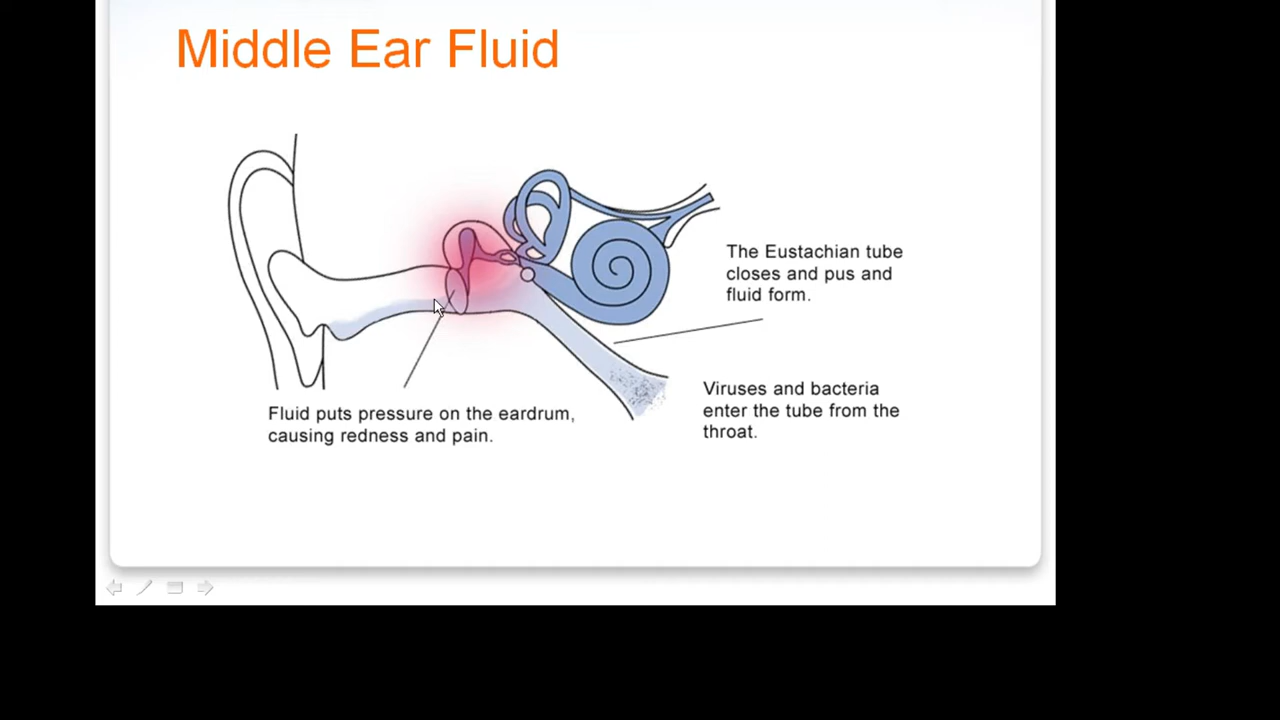 Middle Ear Fluid
The Eustachian tube
closes and pus and
fluid form.
Viruses and bacteria
enter the tube from the
throat.
Fluid puts pressure on the eardrum,
causing redness and pain.